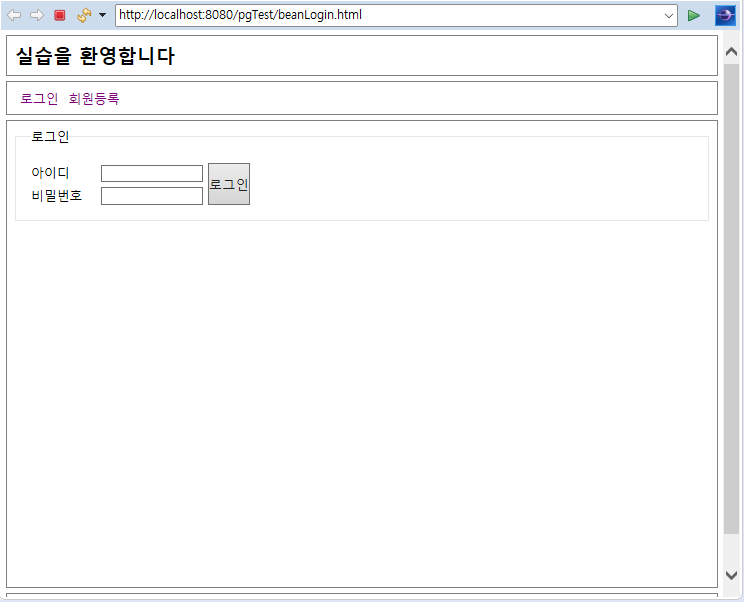 http://localhost:8080/pgTest/beanLogin.html
실습을 환영합니다
로그인 회원등록
로그인
아이디
로그인
비밀번호